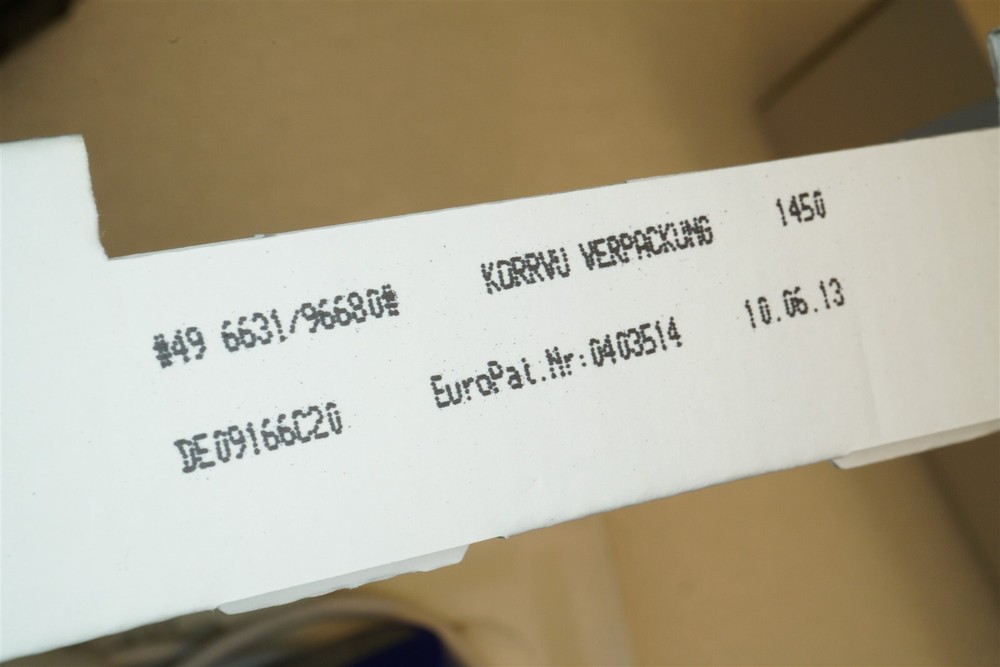 #49 6631/96680# KORRVU VERPACKUNG 1450
DE09166C20 EuroPat.Nr:0403514 10.06.13